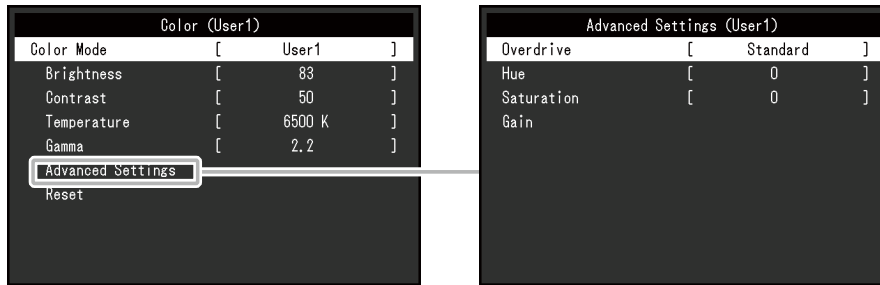 Color (User1)
Color Mode [ User1 ]
Brightness [ 83 ]
Contrast [ 50 ]
Temperature [ 6500 K ]
Gamma [ 2.2 ]
Advanced Settings
Reset
Advanced Settings (User1)
Overdrive [ Standard ]
Hue [ 0 ]
Saturation [ 0 ]
Gain